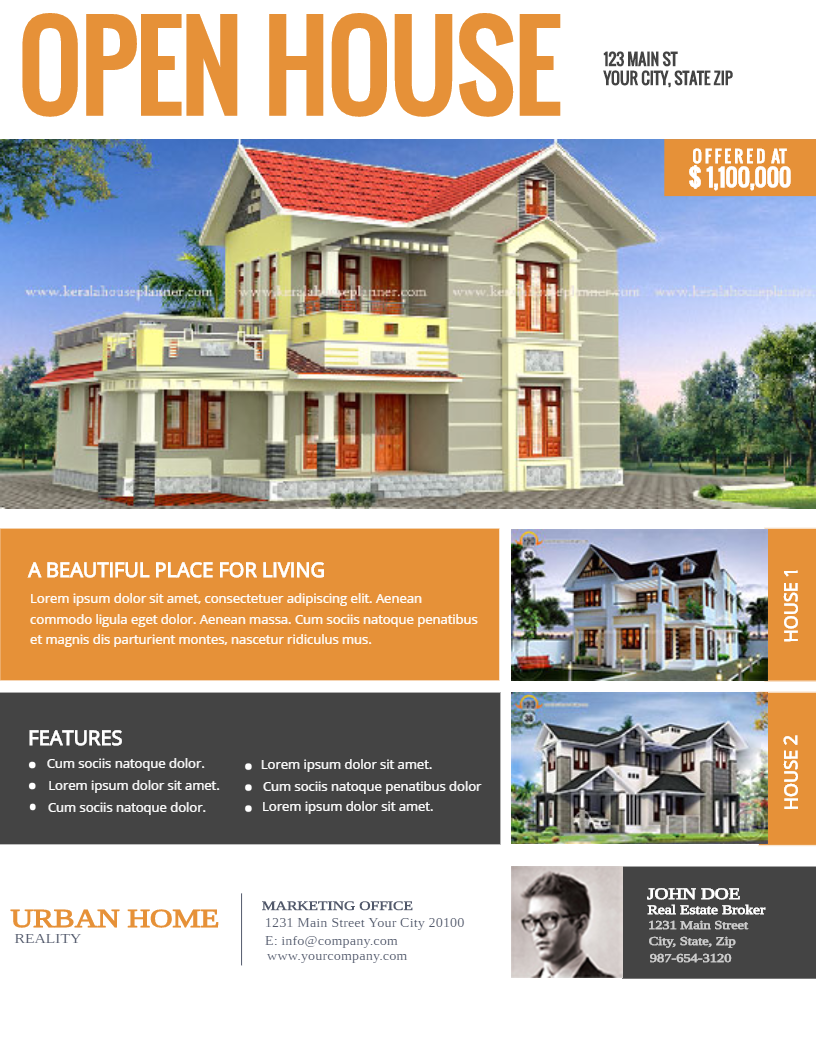 OPEN HOUSE
123 MAIN ST
YOUR CITY, STATE ZIP
OFFERED AT
$ 1,100,000
www.keralahouseplanner.com www.keralahouseplanner.com www.keralahouseplanner.com www.keralahouseplanner.com
A BEAUTIFUL PLACE FOR LIVING
Lorem ipsum dolor sit amet, consectetuer adipiscing elit. Aenean
commodo ligula eget dolor. Aenean massa. Cum sociis natoque penatibus
et magnis dis parturient montes, nascetur ridiculus mus.
HOUSE 1
FEATURES
• Cum sociis natoque dolor.
• Lorem ipsum dolor sit amet.
• Cum sociis natoque dolor.
• Lorem ipsum dolor sit amet.
• Cum sociis natoque penatibus dolor
• Lorem ipsum dolor sit amet.
HOUSE 2
URBAN HOME
REALITY
MARKETING OFFICE
1231 Main Street Your City 20100
E: info@company.com
www.yourcompany.com
JOHN DOE
Real Estate Broker
1231 Main Street
City, State, Zip
987-654-3120